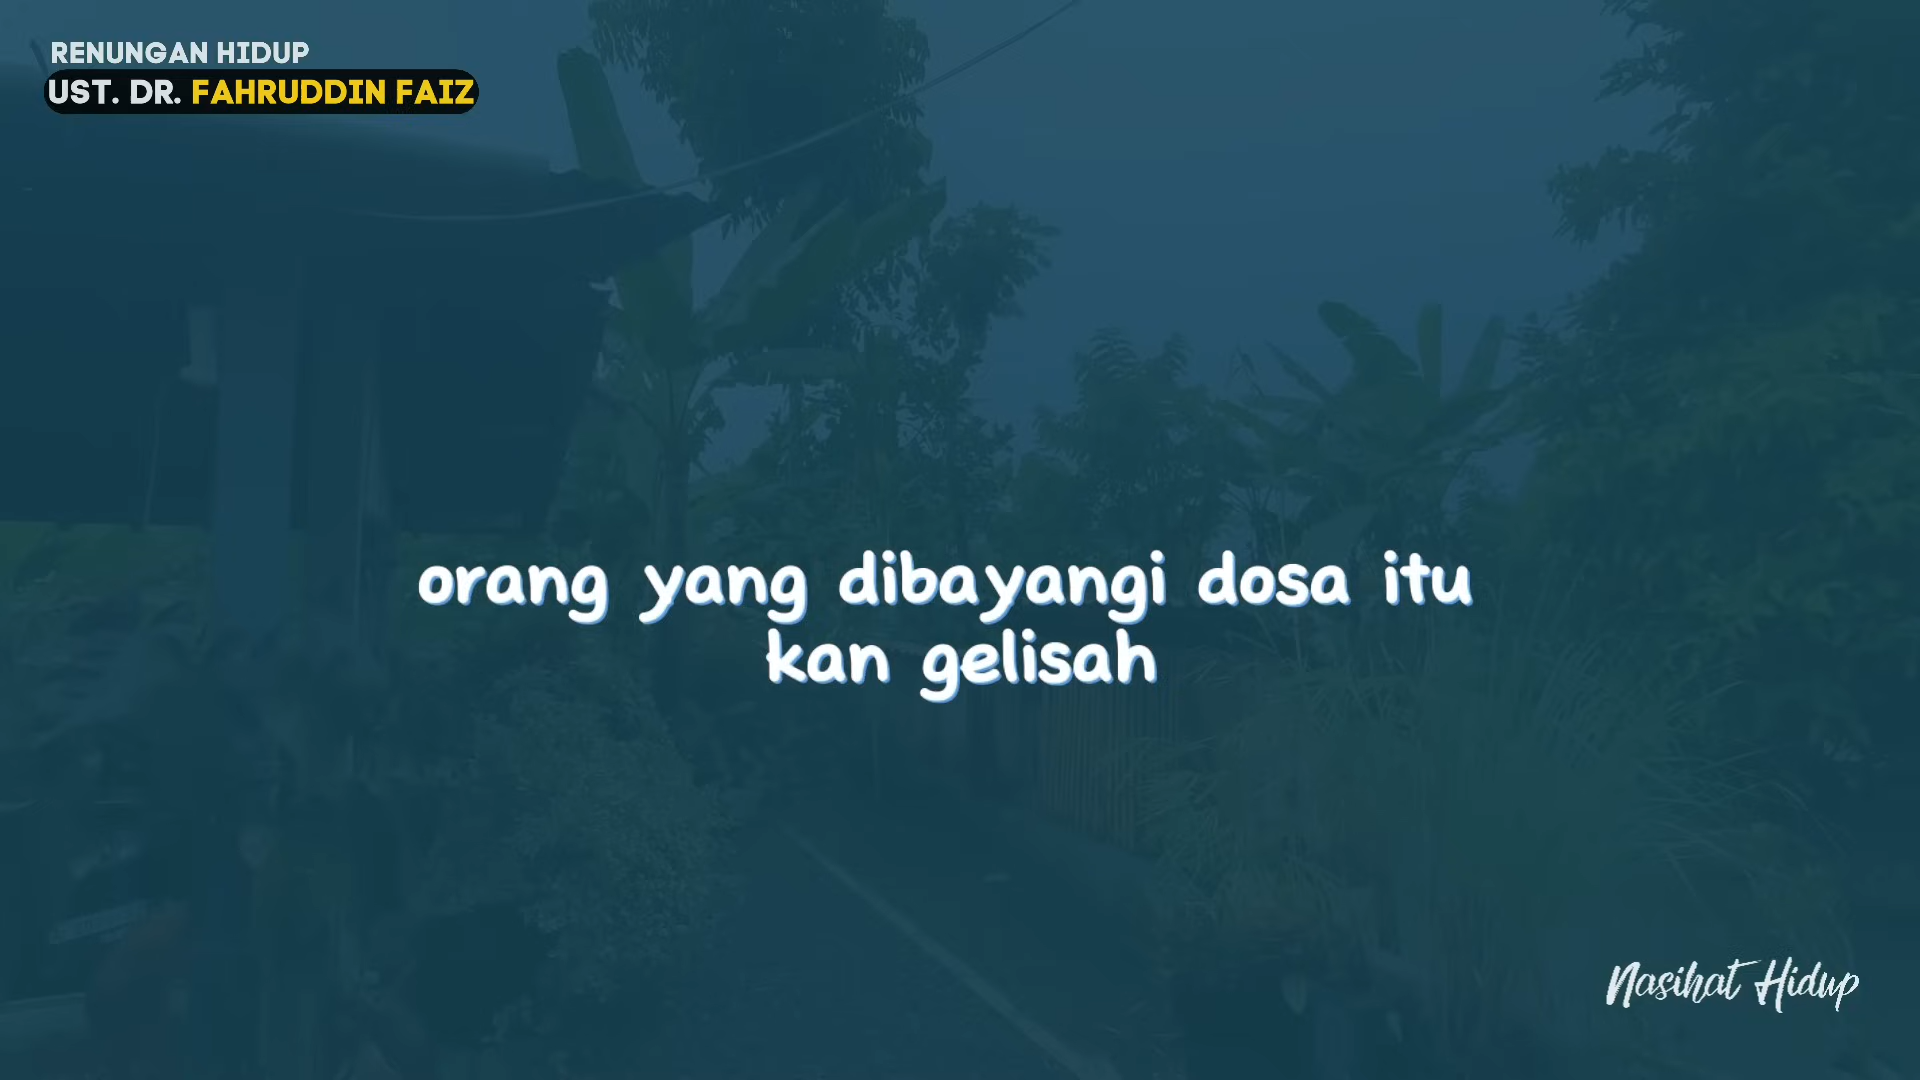 RENUNGAN HIDUP
UST. DR. FAHRUDDIN FAIZ
orang yang dibayangi dosa itu
kan gelisah
Nasihat Hidup